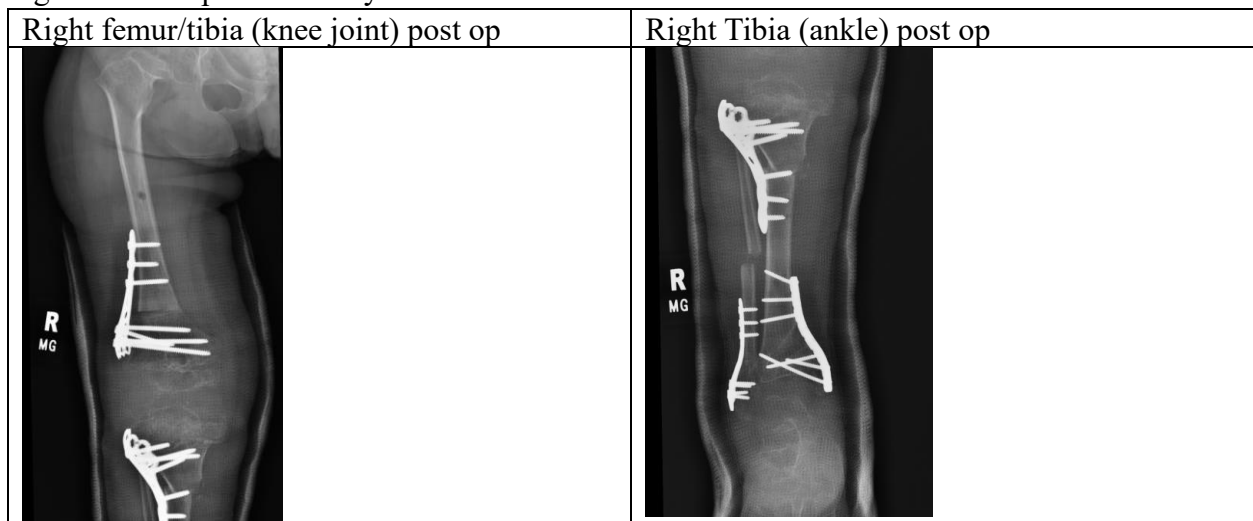 Right femur/tibia (knee joint) post op
Right Tibia (ankle) post op
R
MG
R
MG